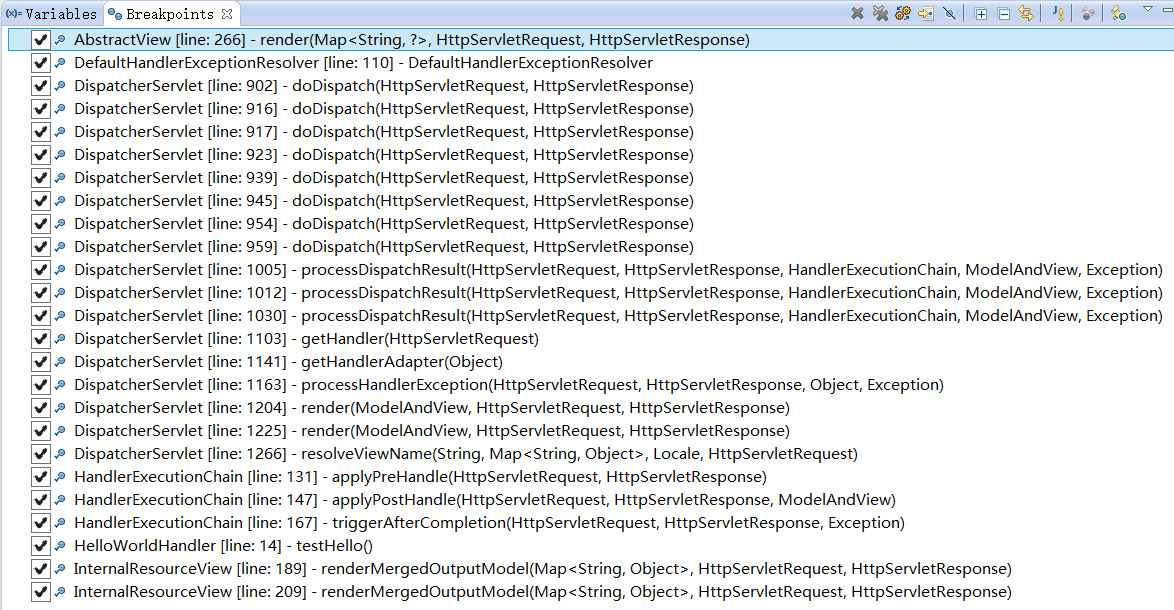 (x)= Variables Breakpoints
AbstractView [line: 266] - render(Map<String, ?>, HttpServletRequest, HttpServletResponse)
DefaultHandlerExceptionResolver [line: 110] - DefaultHandlerExceptionResolver
DispatcherServlet [line: 902] - doDispatch(HttpServletRequest, HttpServletResponse)
DispatcherServlet [line: 916] - doDispatch(HttpServletRequest, HttpServletResponse)
DispatcherServlet [line: 917] - doDispatch(HttpServletRequest, HttpServletResponse)
DispatcherServlet [line: 923] - doDispatch(HttpServletRequest, HttpServletResponse)
DispatcherServlet [line: 939] - doDispatch(HttpServletRequest, HttpServletResponse)
DispatcherServlet [line: 945] - doDispatch(HttpServletRequest, HttpServletResponse)
DispatcherServlet [line: 954] - doDispatch(HttpServletRequest, HttpServletResponse)
DispatcherServlet [line: 959] - doDispatch(HttpServletRequest, HttpServletResponse)
DispatcherServlet [line: 1005] - processDispatchResult(HttpServletRequest, HttpServletResponse, HandlerExecutionChain, ModelAndView, Exception)
DispatcherServlet [line: 1012] - processDispatchResult(HttpServletRequest, HttpServletResponse, HandlerExecutionChain, ModelAndView, Exception)
DispatcherServlet [line: 1030] - processDispatchResult(HttpServletRequest, HttpServletResponse, HandlerExecutionChain, ModelAndView, Exception)
DispatcherServlet [line: 1103] - getHandler(HttpServletRequest)
DispatcherServlet [line: 1141] - getHandlerAdapter(Object)
DispatcherServlet [line: 1163] - processHandlerException(HttpServletRequest, HttpServletResponse, Object, Exception)
DispatcherServlet [line: 1204] - render(ModelAndView, HttpServletRequest, HttpServletResponse)
DispatcherServlet [line: 1225] - render(ModelAndView, HttpServletRequest, HttpServletResponse)
DispatcherServlet [line: 1266] - resolveViewName(String, Map<String, Object>, Locale, HttpServletRequest)
HandlerExecutionChain [line: 131] - applyPreHandle(HttpServletRequest, HttpServletResponse)
HandlerExecutionChain [line: 147] - applyPostHandle(HttpServletRequest, HttpServletResponse, ModelAndView)
HandlerExecutionChain [line: 167] - triggerAfterCompletion(HttpServletRequest, HttpServletResponse, Exception)
HelloWorldHandler [line: 14] - testHello()
InternalResourceView [line: 189] - renderMergedOutputModel(Map<String, Object>, HttpServletRequest, HttpServletResponse)
InternalResourceView [line: 209] - renderMergedOutputModel(Map<String, Object>, HttpServletRequest, HttpServletResponse)